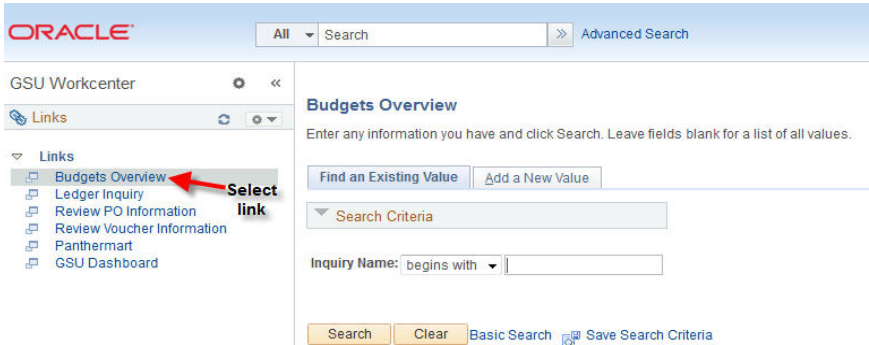 ORACLE
All Search Advanced Search
GSU Workcenter
Links
Links
Budgets Overview
Ledger Inquiry
Review PO Information
Review Voucher Information
Panthermart
GSU Dashboard
Select
link
Budgets Overview
Enter any information you have and click Search. Leave fields blank for a list of all values.
Find an Existing Value Add a New Value
Search Criteria
Inquiry Name: begins with
Search Clear Basic Search Save Search Criteria